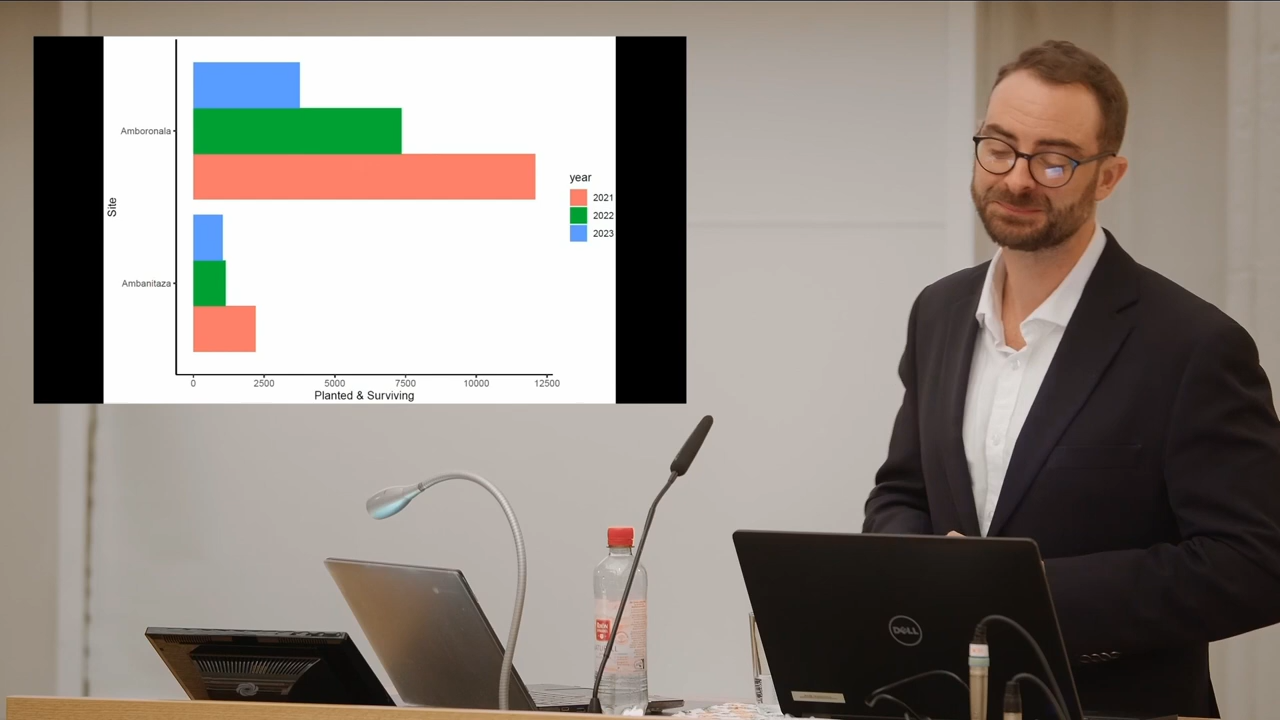 Amboronala
Site
Ambanitaza
year
2021
2022
2023
0 2500 5000 7500 10000 12500
Planted & Surviving
DELL